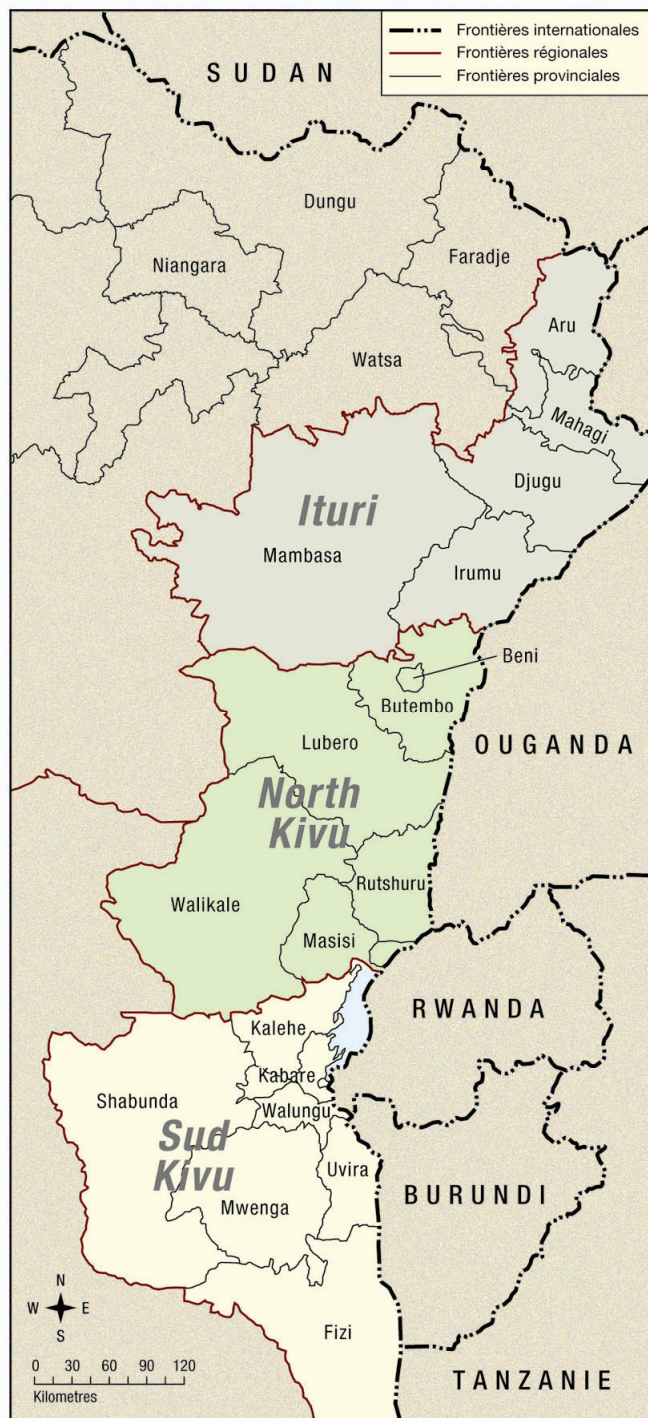 Frontières internationales
Frontières régionales
Frontières provinciales
SUDAN
Dungu
Faradje
Niangara
Aru
Watsa
Mahagi
Djugu
Ituri
Mambasa
Irumu
Beni
Butembo
Lubero
OUGANDA
North
Kivu
Rutshuru
Walikale
Masisi
RWANDA
Kalehe
Kabare
Shabunda
Walungu
Sud
Kivu
Uvira
BURUNDI
Mwenga
N
W E
S
Fizi
0 30 60 90 120
Kilometres
TANZANIE